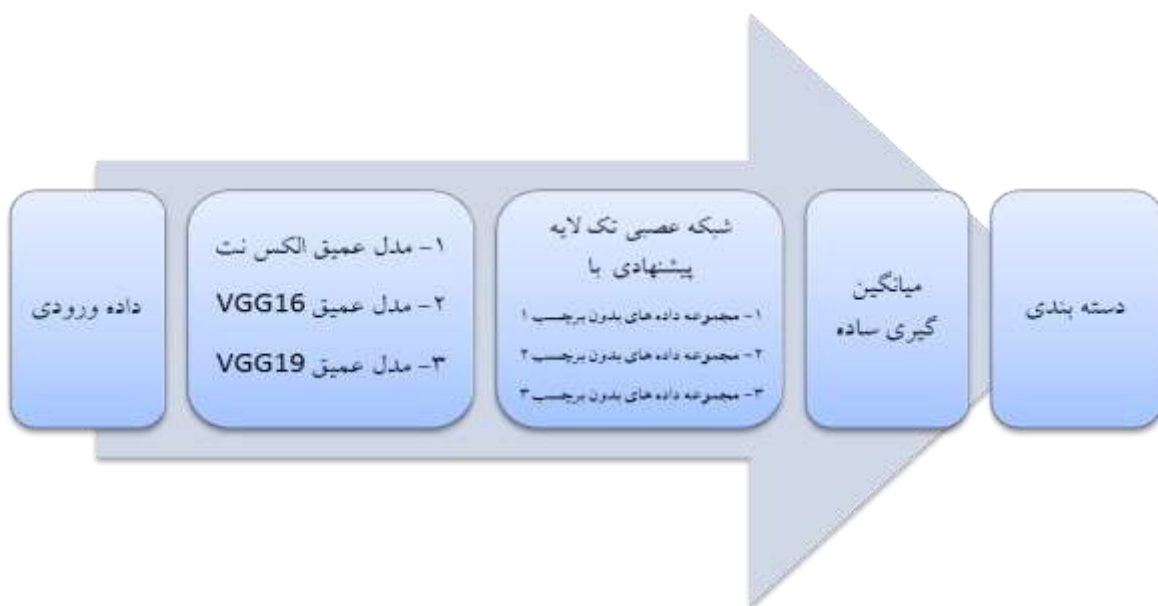 داده ورودی
۱- مدل عمیق الکس نت
۲- مدل عمیق VGG16
۳- مدل عمیق VGG19
شبکه عصبی تک لایه
پیشنهادی با
۱- مجموعه داده های بدون برچسب ۱
۲- مجموعه داده های بدون برچسب ۲
۳- مجموعه داده های بدون برچسب ۳
میانگین
گیری ساده
دسته بندی